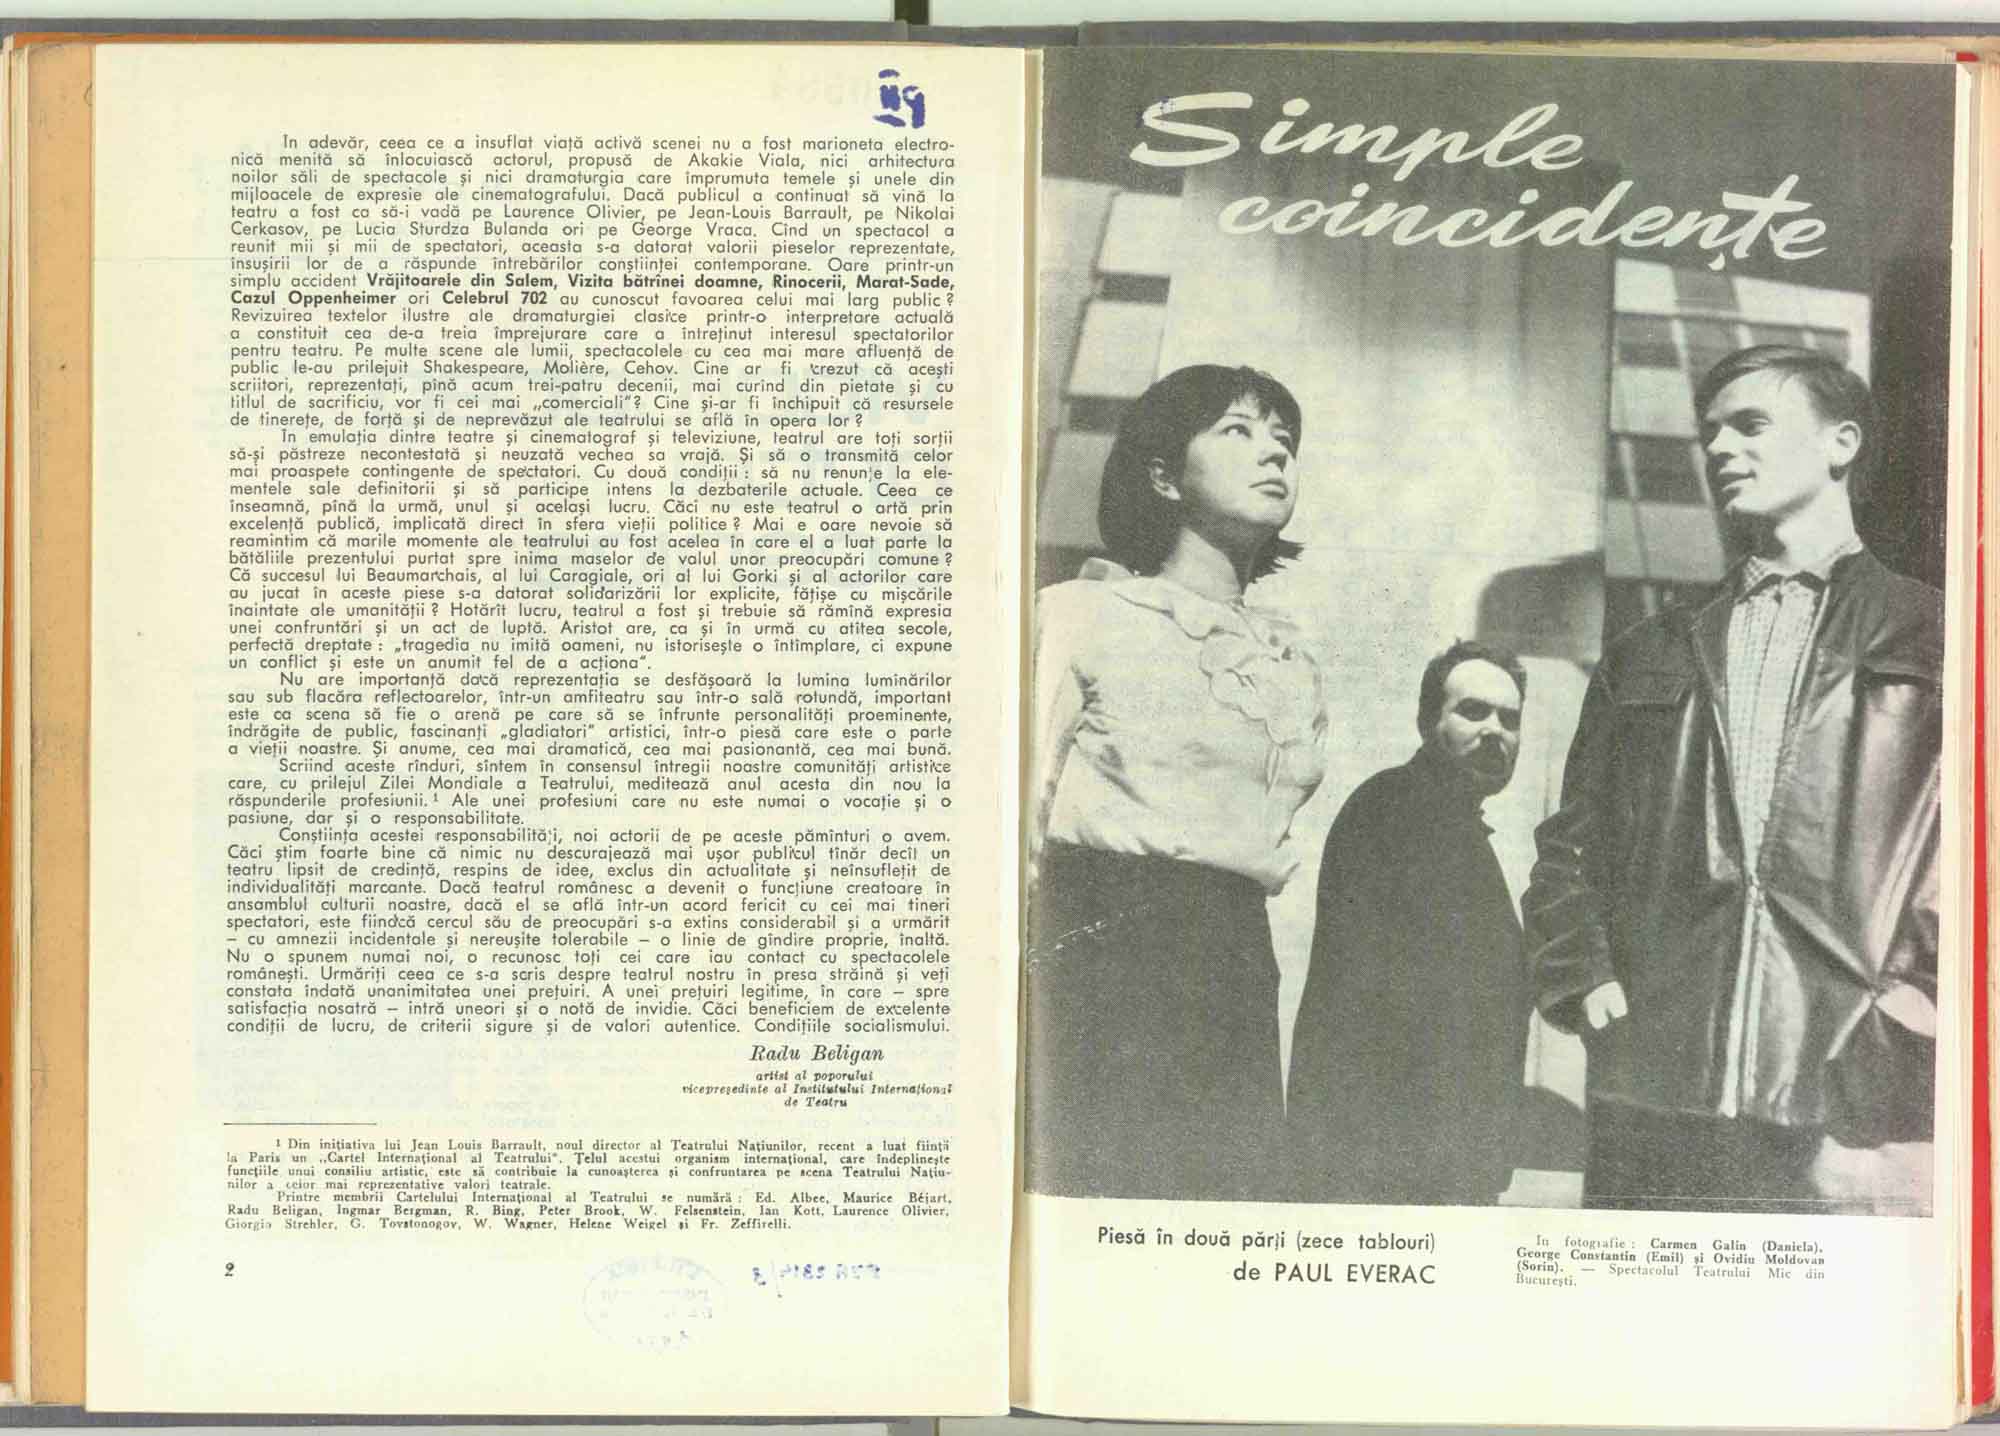 In adevăr, ceea ce a insuflat viață activă scenei nu a fost marioneta electro-
nică menită să înlocuiască actorul, propusă de Akakie Viala, nici arhitectura
noilor săli de spectacole și nici dramaturgia care împrumuta temele și unele din
mijloacele de expresie ale cinematografului. Dacă publicul a continuat să vină la
teatru a fost ca să-i vadă pe Laurence Olivier, pe Jean-Louis Barrault, pe Nikolai
Cerkasov, pe Lucia Sturdza Bulandra ori pe George Vraca. Cînd un spectacol a
reunit mii și mii de spectatori, aceasta s-a datorat valorii pieselor reprezentate,
însușirii lor de a răspunde întrebărilor conștiinței contemporane. Oare printr-un
simplu accident Vrăjitoarele din Salem, Vizita bătrînei doamne, Rinocerii, Marat-Sade,
Cazul Oppenheimer ori Celebrul 702 au cunoscut favoarea celui mai larg public?
Revizuirea textelor ilustre ale dramaturgiei clasice printr-o interpretare actuală
a constituit cea de-a treia împrejurare care a întreținut interesul spectatorilor
pentru teatru. Pe multe scene ale lumii, spectacolele cu cea mai mare afluență de
public le-au prilejuit Shakespeare, Molière, Cehov. Cine ar fi crezut că acești
scriitori, reprezentați, pînă acum trei-patru decenii, mai curînd din pietate și cu
titlul de sacrificiu, vor fi cei mai „comerciali"? Cine și-ar fi închipuit că resursele
de tinerețe, de forță și de neprevăzut ale teatrului se află în opera lor?
În emulația dintre teatre și cinematograf și televiziune, teatrul are toți sorții
să-și păstreze necontestată și neuzată vechea sa vrajă. Și să o transmită celor
mai proaspete contingente de spectatori. Cu două condiții: să nu renunțe la ele-
mentele sale definitorii și să participe intens la dezbaterile actuale. Ceea ce
înseamnă, pînă la urmă, unul și același lucru. Căci nu este teatrul o artă prin
excelență publică, implicată direct în sfera vieții politice? Mai e oare nevoie să
reamintim că marile momente ale teatrului au fost acelea în care el a luat parte la
bătăliile prezentului purtat spre inima maselor de valul unor preocupări comune?
Că succesul lui Beaumarchais, al lui Caragiale, ori al lui Gorki și al actorilor care
au jucat în aceste piese s-a datorat solidarizării lor explicite, fățișe cu mișcările
înaintate ale umanității? Hotărît lucru, teatrul a fost și trebuie să rămînă expresia
unei confruntări și un act de luptă. Aristot are, ca și în urmă cu atîtea secole,
perfectă dreptate: „tragedia nu imită oameni, nu istorisește o întîmplare, ci expune
un conflict și este un anumit fel de a acționa".
Nu are importanță dacă reprezentația se desfășoară la lumina luminărilor
sau sub flacăra reflectoarelor, într-un amfiteatru sau într-o sală rotundă, important
este ca scena să fie o arenă pe care să se înfrunte personalități proeminente,
îndrăgite de public, fascinanți „gladiatori" artistici, într-o piesă care este o parte
a vieții noastre. Și anume, cea mai dramatică, cea mai pasionantă, cea mai bună.
Scriind aceste rînduri, sîntem în consensul întregii noastre comunități artistice
care, cu prilejul Zilei Mondiale a Teatrului, meditează anul acesta din nou la
răspunderile profesiunii.¹ Ale unei profesiuni care nu este numai o vocație și o
pasiune, dar și o responsabilitate.
Conștiința acestei responsabilități, noi actorii de pe aceste pămînturi o avem.
Căci știm foarte bine că nimic nu descurajează mai ușor publicul tînăr decît un
teatru lipsit de credință, respins de idee, exclus din actualitate și neînsuflețit de
individualități marcante. Dacă teatrul românesc a devenit o funcțiune creatoare în
ansamblul culturii noastre, dacă el se află într-un acord fericit cu cei mai tineri
spectatori, este fiindcă cercul său de preocupări s-a extins considerabil și a urmărit
– cu amnezii incidentale și nereușite tolerabile – o linie de gîndire proprie, înaltă.
Nu o spunem numai noi, o recunosc toți cei care iau contact cu spectacolele
românești. Urmăriți ceea ce s-a scris despre teatrul nostru în presa străină și veți
constata îndată unanimitatea unei prețuiri. A unei prețuiri legitime, în care – spre
satisfacția nosatră – intră uneori și o notă de invidie. Căci beneficiem de excelente
condiții de lucru, de criterii sigure și de valori autentice. Condițiile socialismului.
Radu Beligan
artist al poporului
vicepreședinte al Institutului Internațional
de Teatru
¹ Din inițiativa lui Jean Louis Barrault, noul director al Teatrului Națiunilor, recent a luat ființă
la Paris un „Cartel Internațional al Teatrului". Țelul acestui organism internațional, care îndeplinește
funcțiile unui consiliu artistic, este să contribuie la cunoașterea și confruntarea pe scena Teatrului Națiu-
nilor a celor mai reprezentative valori teatrale.
Printre membrii Cartelului Internațional al Teatrului se numără: Ed. Albee, Maurice Béjart,
Radu Beligan, Ingmar Bergman, R. Bing, Peter Brook, W. Felsenstein, Ian Kott, Laurence Olivier,
Giorgio Strehler, G. Tovstonogov, W. Wagner, Helene Weigel și Fr. Zeffirelli.
2
Simple
coincidențe
Piesă în două părți (zece tablouri)
de PAUL EVERAC
In fotografie: Carmen Galin (Daniela),
George Constantin (Emil) și Ovidiu Moldovan
(Sorin). — Spectacolul Teatrului Mic din
București.